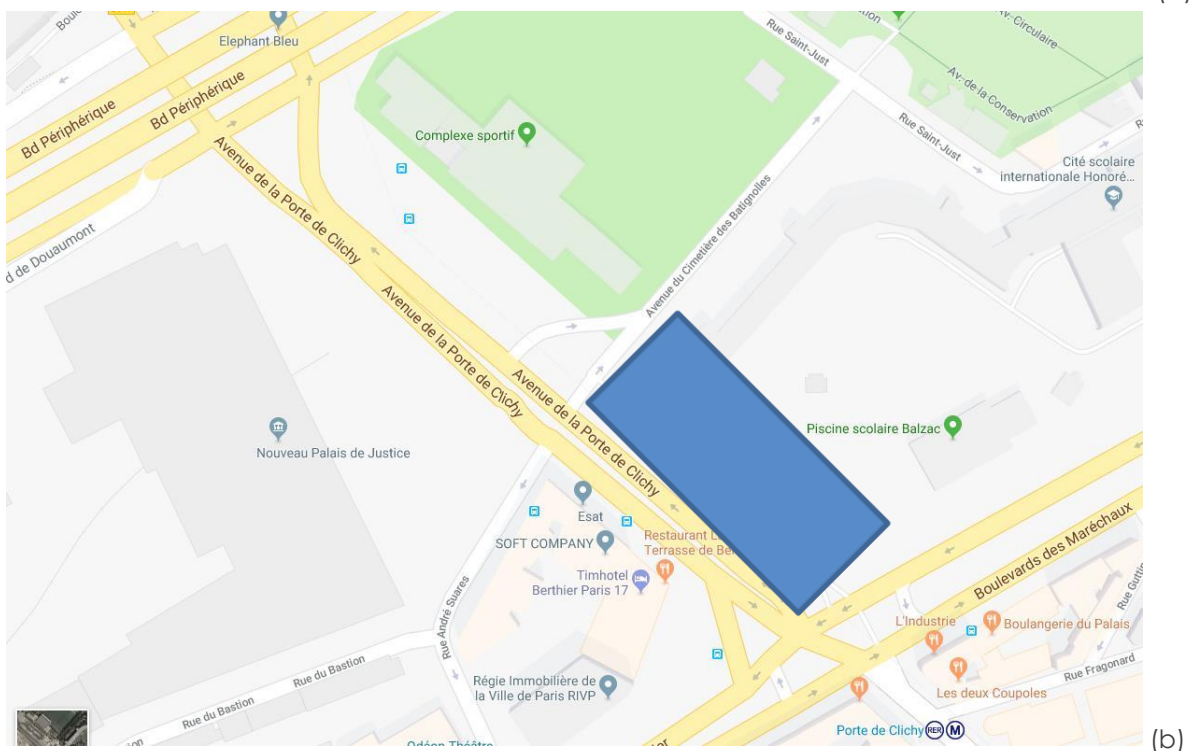 Elephant Bleu
Rue Saint-Just
Av. Circulaire
Av. de la Conservation
Bd Périphérique
Bd Périphérique
Complexe sportif
Rue Saint-Just
Cité scolaire
internationale Honoré...
Avenue de la Porte de Clichy
Avenue du Cimetière des Batignolles
d de Douaumont
Avenue de la Porte de Clichy
Avenue de la Porte de Clichy
Nouveau Palais de Justice
Piscine scolaire Balzac
Esat
SOFT COMPANY
Restaurant
Terrasse de Be
Timhotel
Berthier Paris 17
Boulevards des Maréchaux
Rue André Suares
L'Industrie
Boulangerie du Palais
Rue du Bastion
Rue du Bastion
Régie Immobilière de
la Ville de Paris RIVP
Rue Fragonard
Les deux Coupoles
Porte de Clichy RER M
Odéon Théâtre
(b)